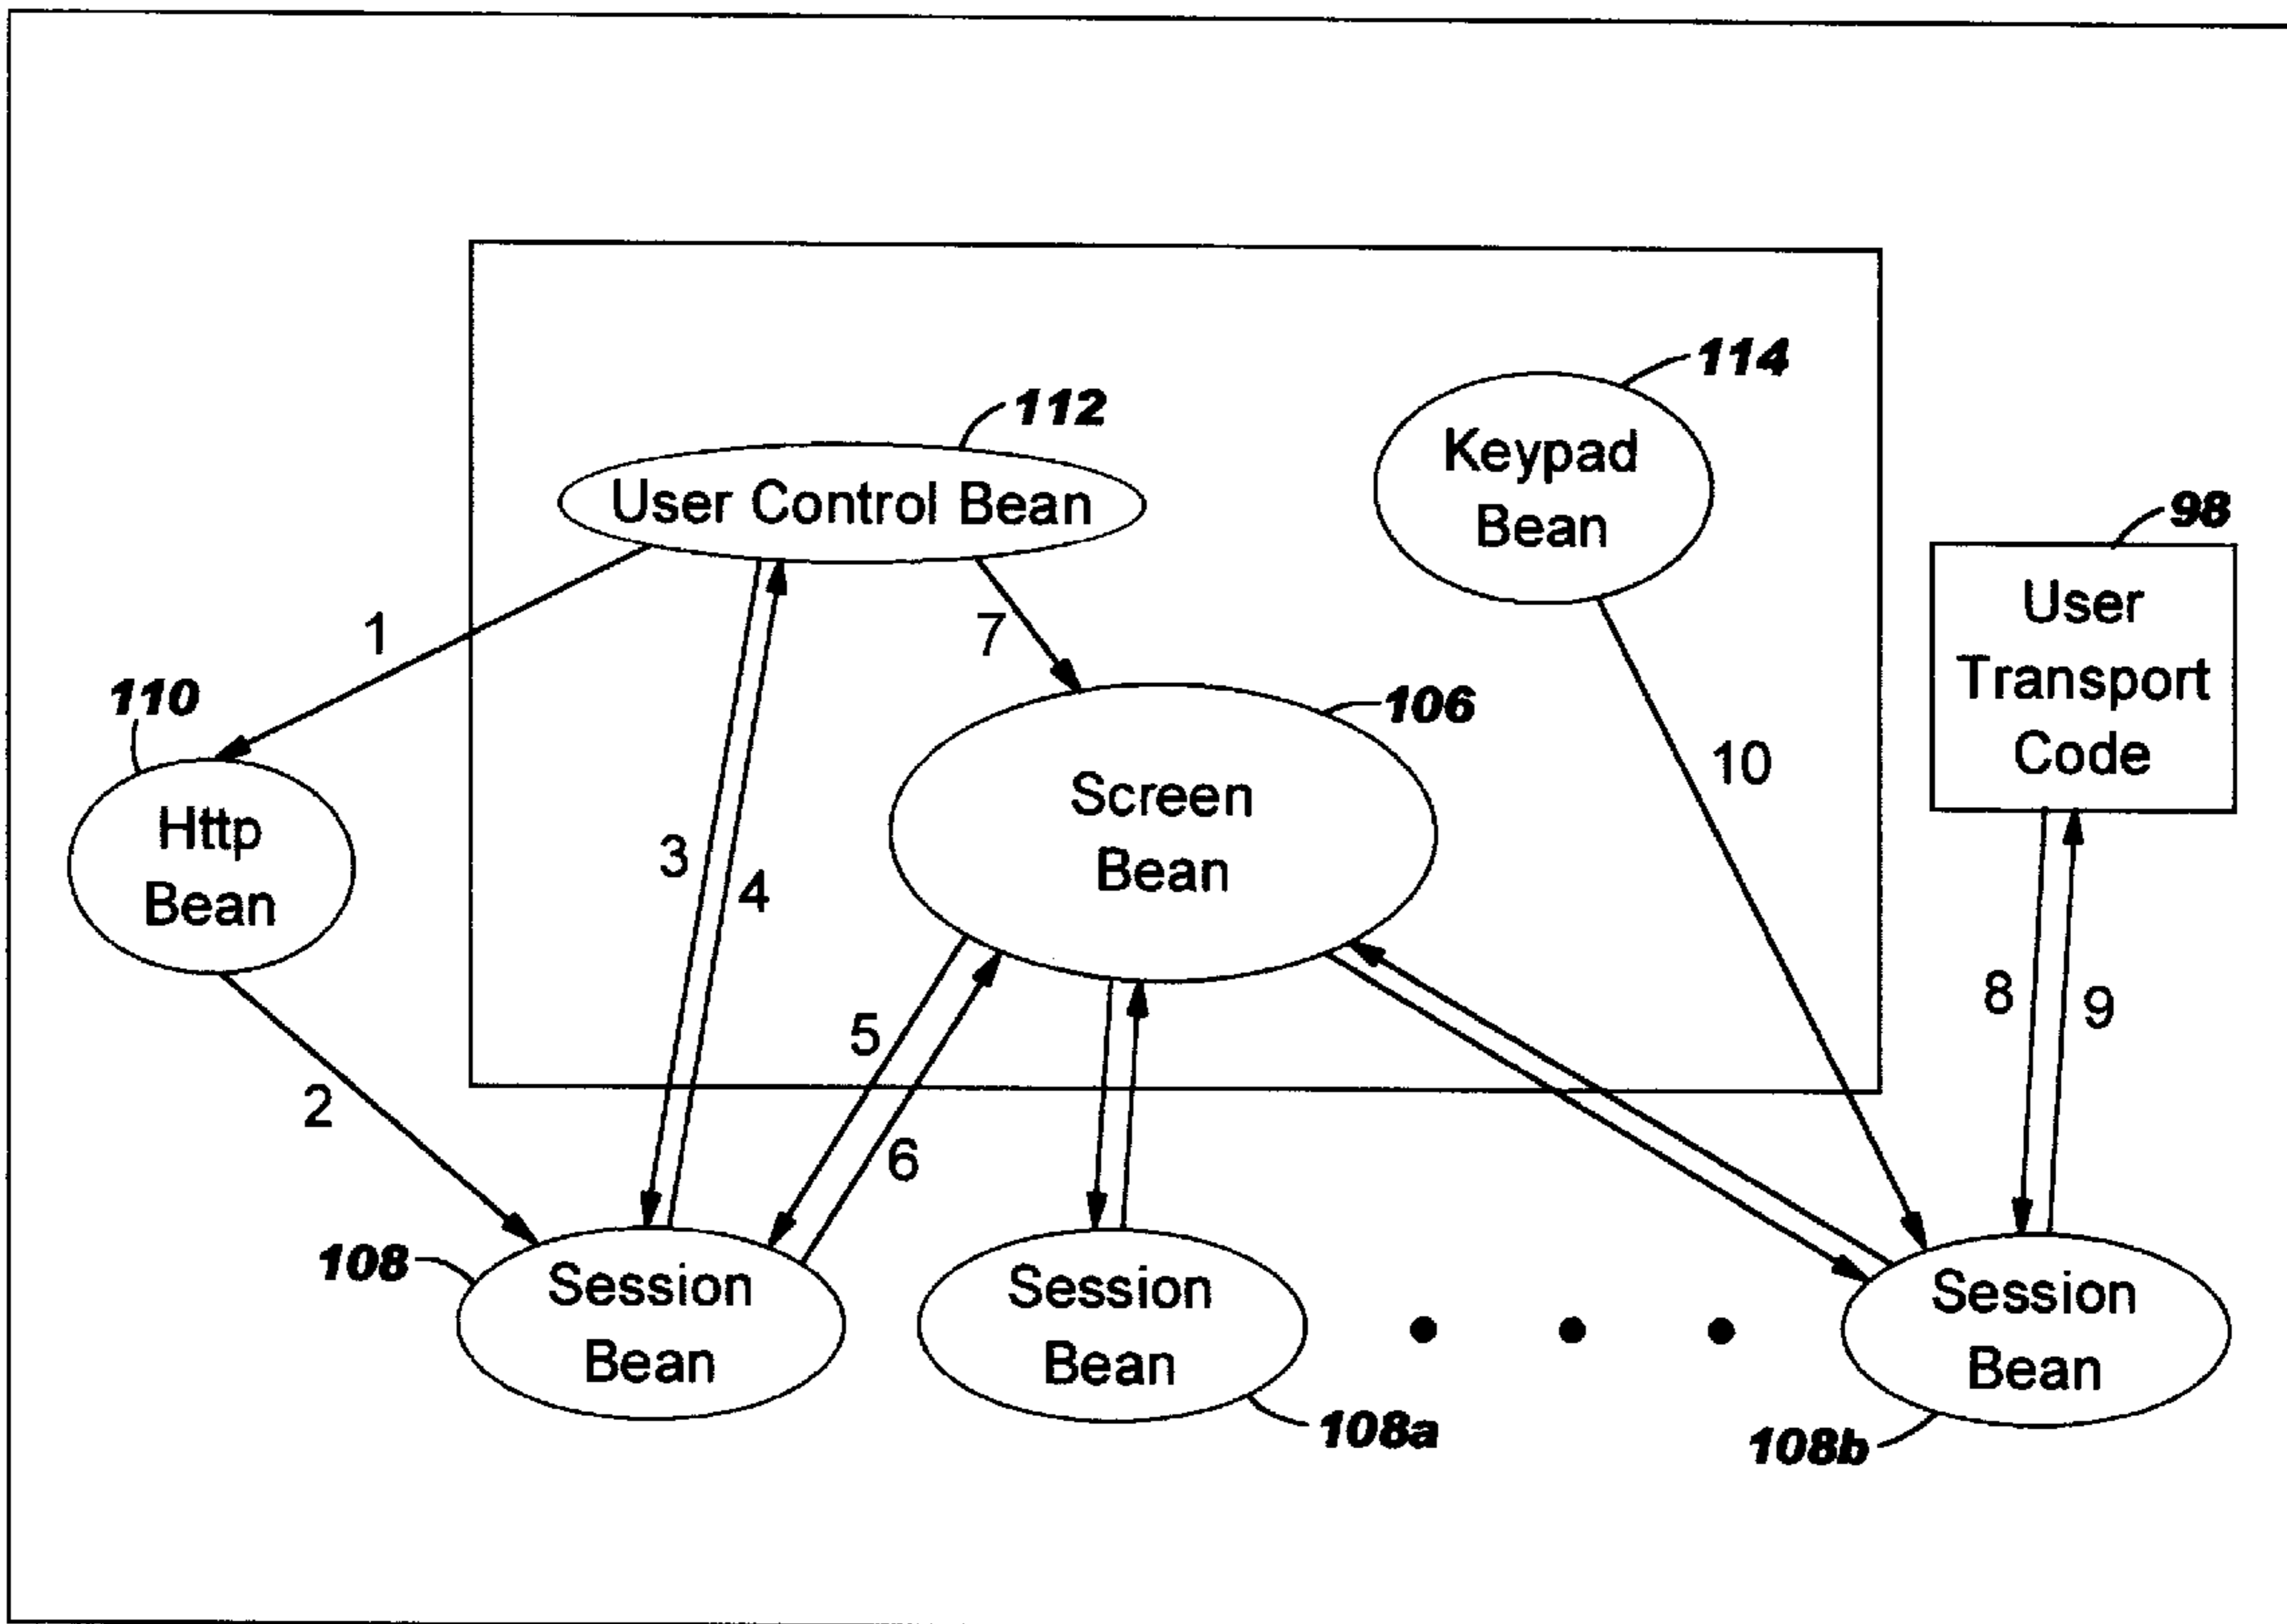 114
112
Keypad
Bean
User Control Bean
98
User
Transport
Code
1
7
110
106
10
Http
Bean
Screen
Bean
3
4
8
9
5
2
6
108
Session
Bean
Session
Bean
Session
Bean
108a
108b